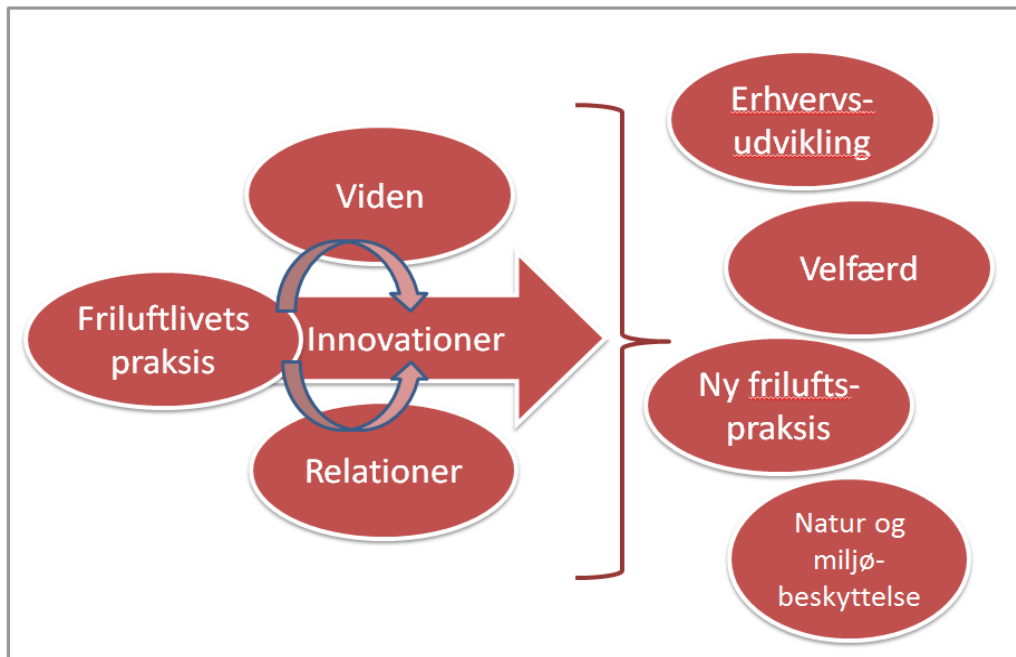 Friluftlivets
praksis
Viden
Innovationer
Relationer
Erhvervs-
udvikling
Velfærd
Ny frilufts-
praksis
Natur og
miljø-
beskyttelse